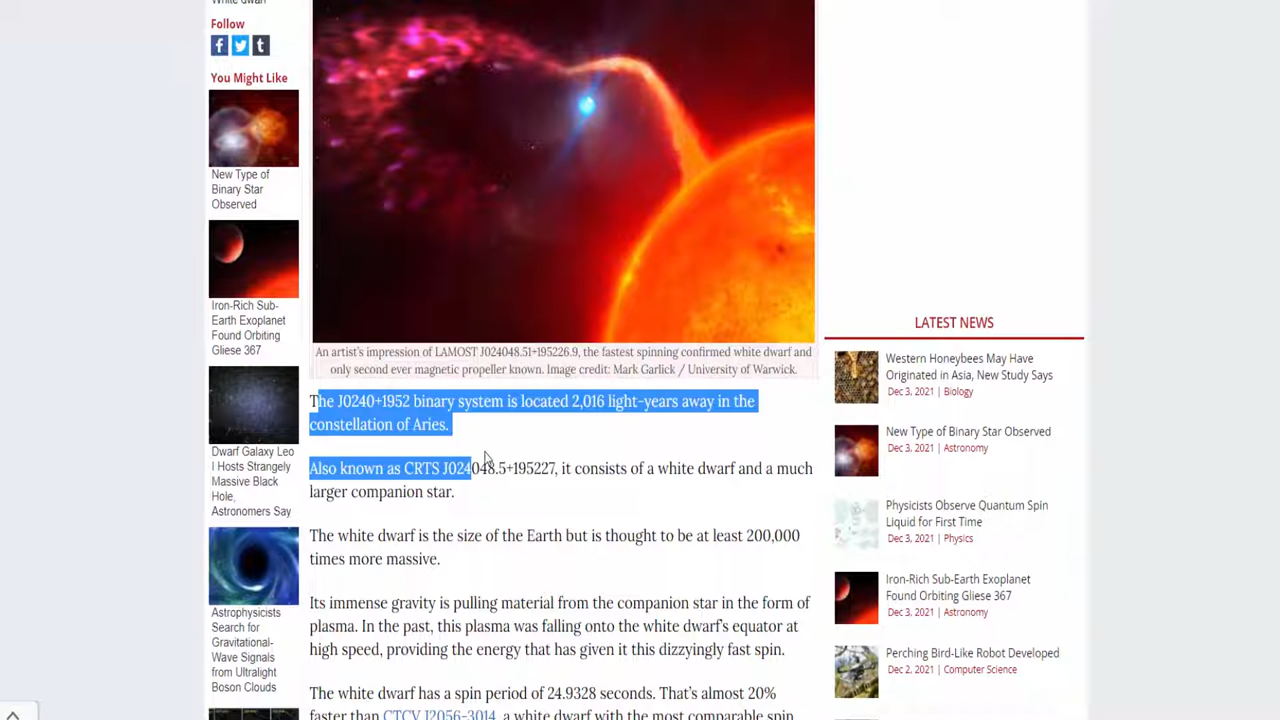 White dwarf
Follow
f
t
You Might Like
New Type of
Binary Star
Observed
Iron-Rich Sub-
Earth Exoplanet
Found Orbiting
Gliese 367
Dwarf Galaxy Leo
I Hosts Strangely
Massive Black
Hole,
Astronomers Say
Astrophysicists
Search for
Gravitational-
Wave Signals
from Ultralight
Boson Clouds
An artist's impression of LAMOST J024048.51+195226.9, the fastest spinning confirmed white dwarf and
only second ever magnetic propeller known. Image credit: Mark Garlick / University of Warwick.
The J0240+1952 binary system is located 2,016 light-years away in the
constellation of Aries.
Also known as CRTS J024048.5+195227, it consists of a white dwarf and a much
larger companion star.
The white dwarf is the size of the Earth but is thought to be at least 200,000
times more massive.
Its immense gravity is pulling material from the companion star in the form of
plasma. In the past, this plasma was falling onto the white dwarf's equator at
high speed, providing the energy that has given it this dizzyingly fast spin.
The white dwarf has a spin period of 24.9328 seconds. That's almost 20%
faster than CTCV J2056-3014, a white dwarf with the most comparable spin
LATEST NEWS
Western Honeybees May Have
Originated in Asia, New Study Says
Dec 3, 2021 | Biology
New Type of Binary Star Observed
Dec 3, 2021 | Astronomy
Physicists Observe Quantum Spin
Liquid for First Time
Dec 3, 2021 | Physics
Iron-Rich Sub-Earth Exoplanet
Found Orbiting Gliese 367
Dec 3, 2021 | Astronomy
Perching Bird-Like Robot Developed
Dec 2, 2021 | Computer Science